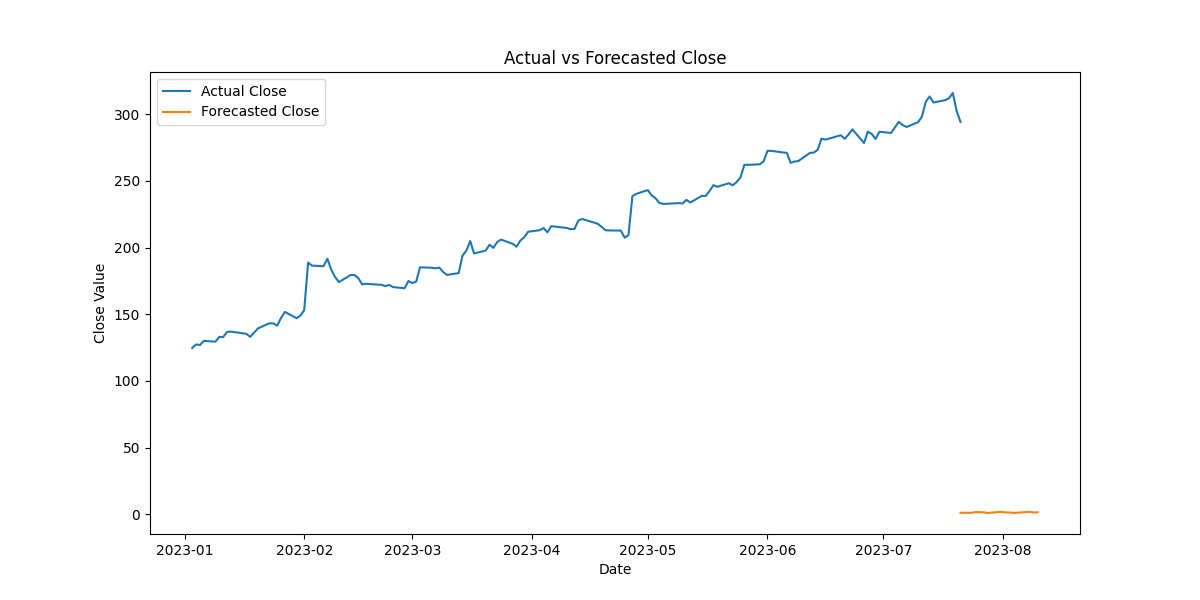 Actual vs Forecasted Close
Actual Close
Forecasted Close
Close Value
300
250
200
150
100
50
0
2023-01 2023-02 2023-03 2023-04 2023-05 2023-06 2023-07 2023-08
Date